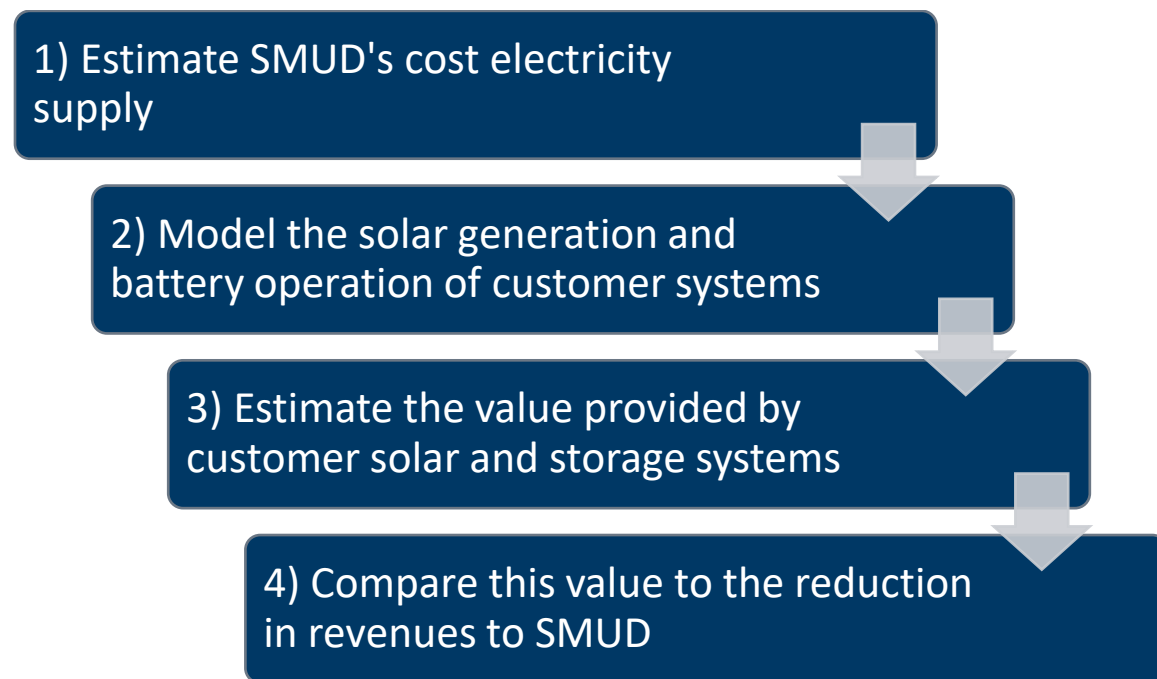 1) Estimate SMUD's cost electricity
supply
2) Model the solar generation and
battery operation of customer systems
3) Estimate the value provided by
customer solar and storage systems
4) Compare this value to the reduction
in revenues to SMUD